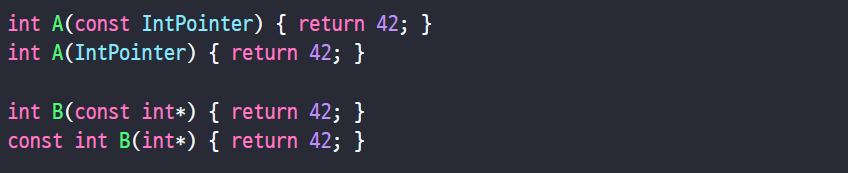 int A(const IntPointer) { return 42; }
int A(IntPointer) { return 42; }
int B(const int*) { return 42; }
const int B(int*) { return 42; }